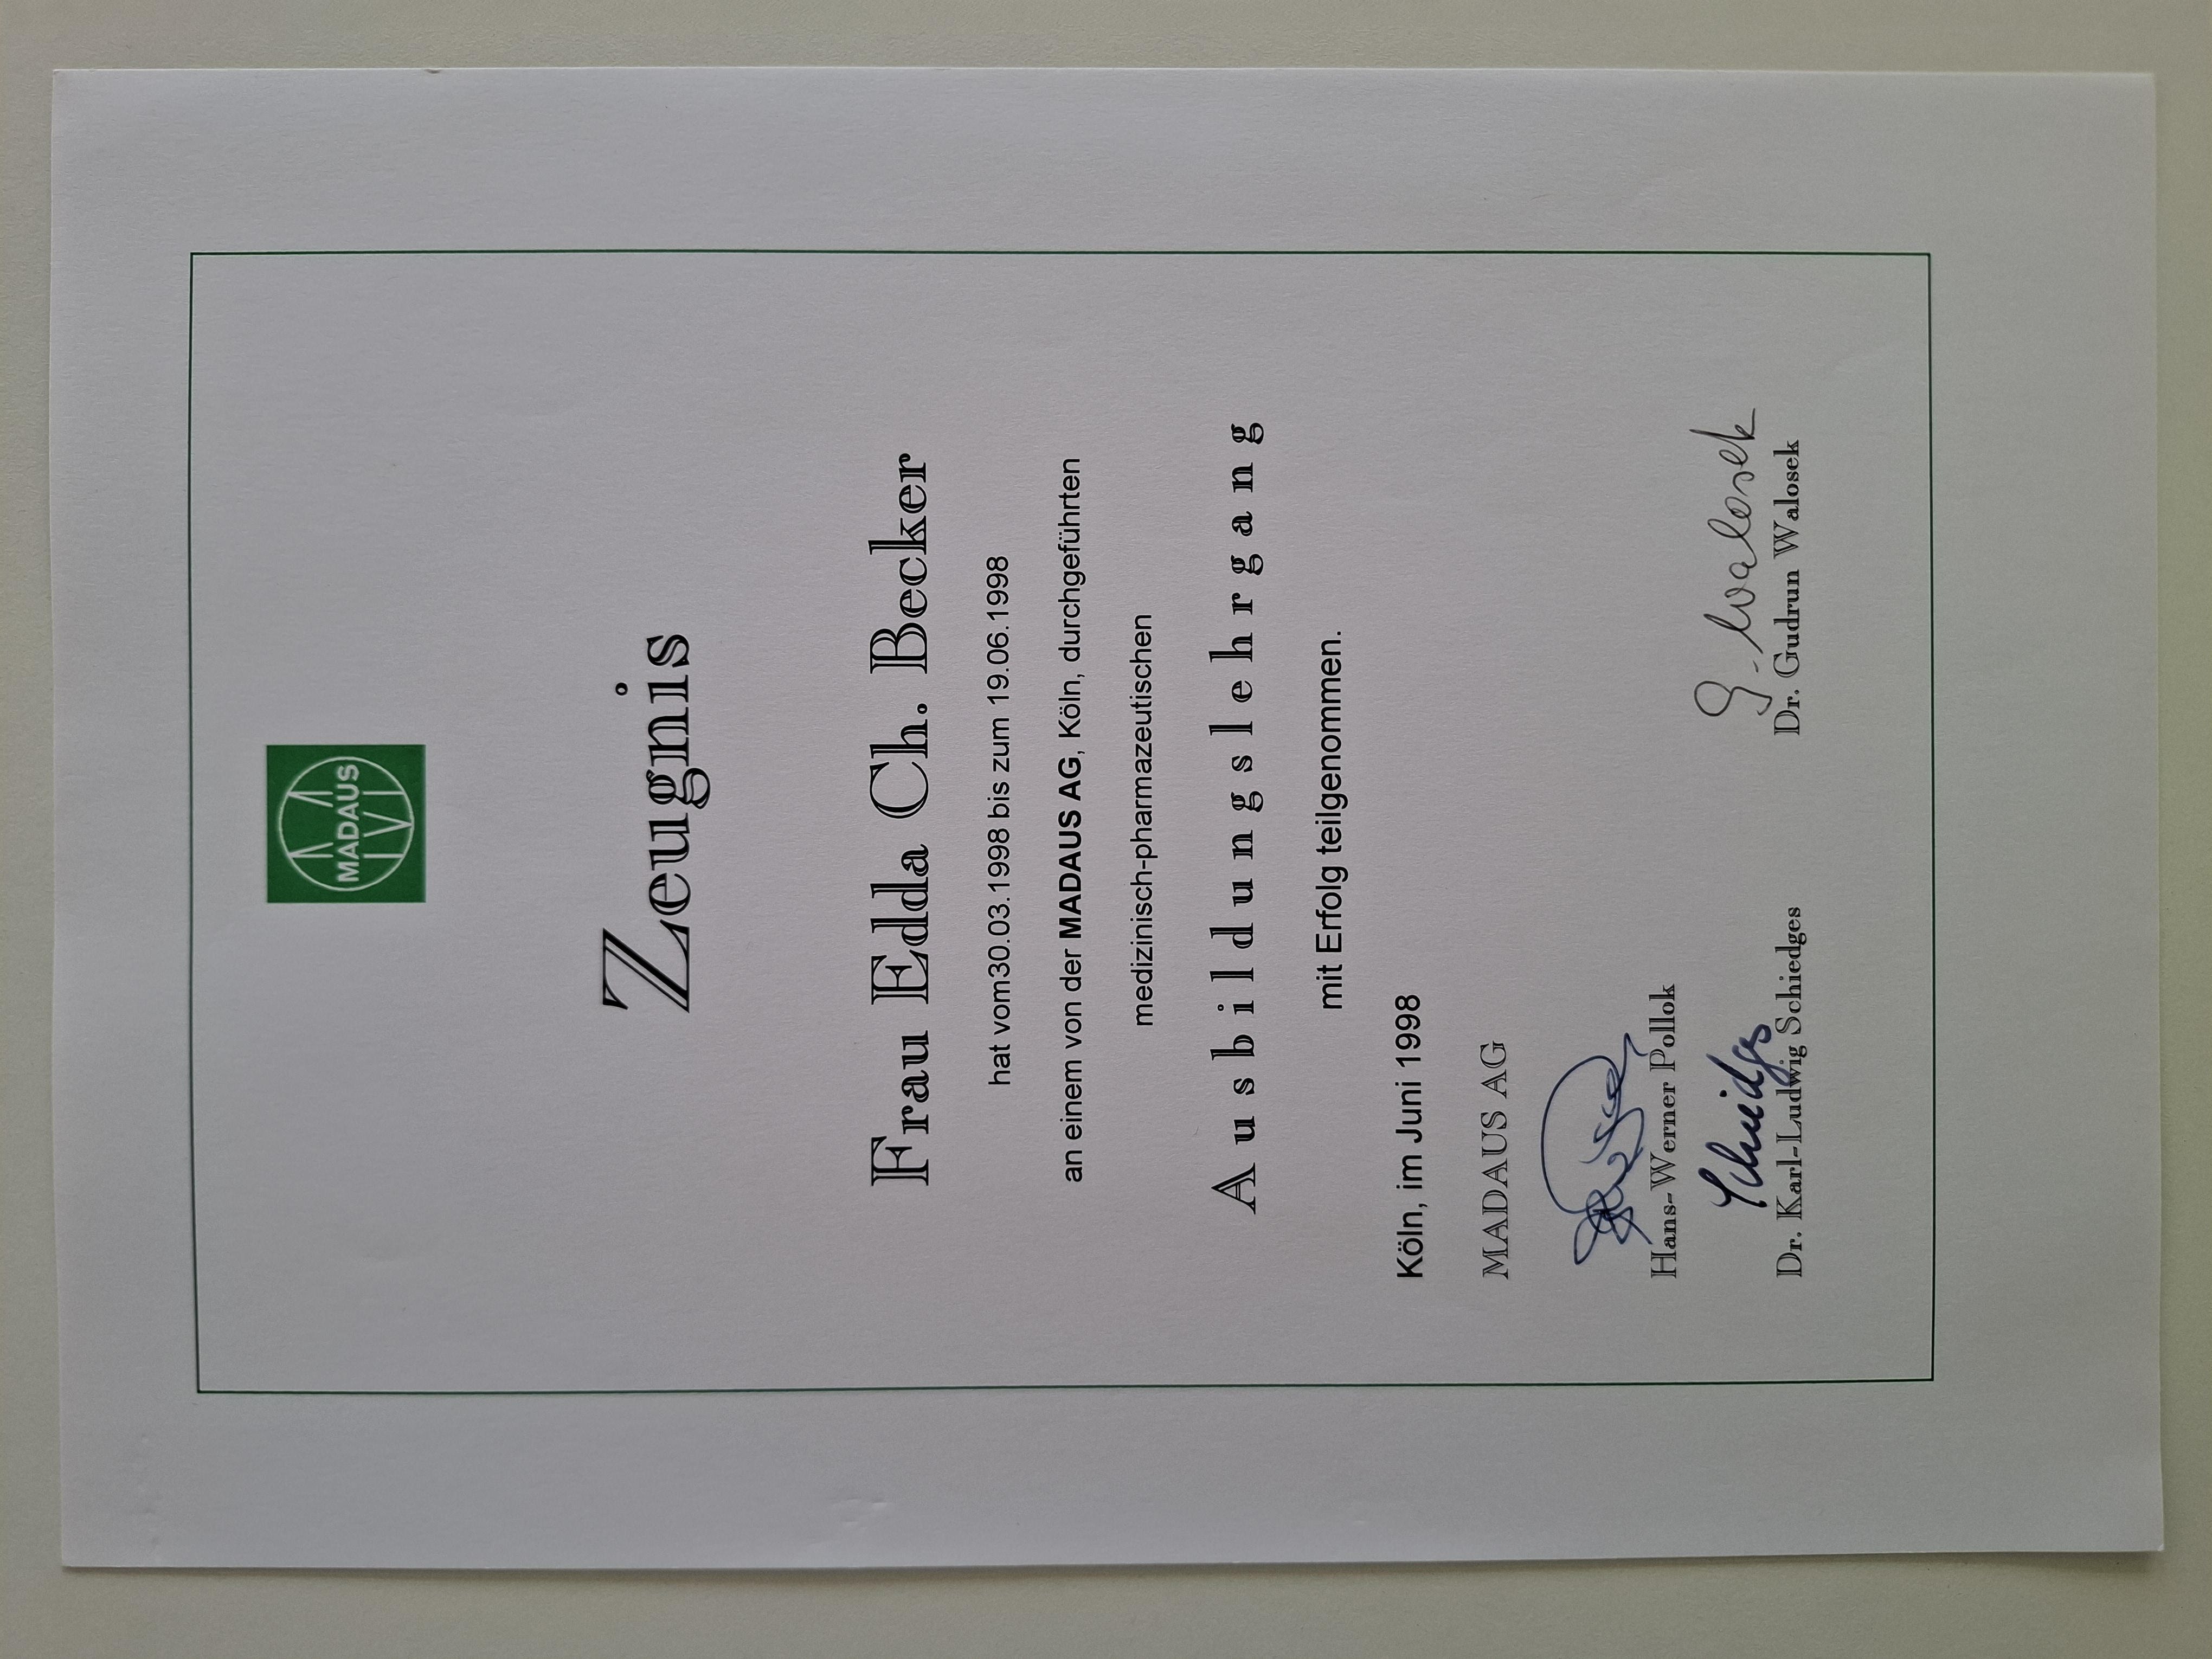 MADAUS
Zeugnis
Frau Edda Ch. Becker
hat vom30.03.1998 bis zum 19.06.1998
an einem von der MADAUS AG, Köln, durchgeführten
medizinisch-pharmazeutischen
Ausbildungslehrgang
mit Erfolg teilgenommen.
Köln, im Juni 1998
MADAUS AG
Hans-Werner Pollok
Schiedges
G. Walosek
Dr. Karl-Ludwig Schiedges
Dr. Gudrun Walosek